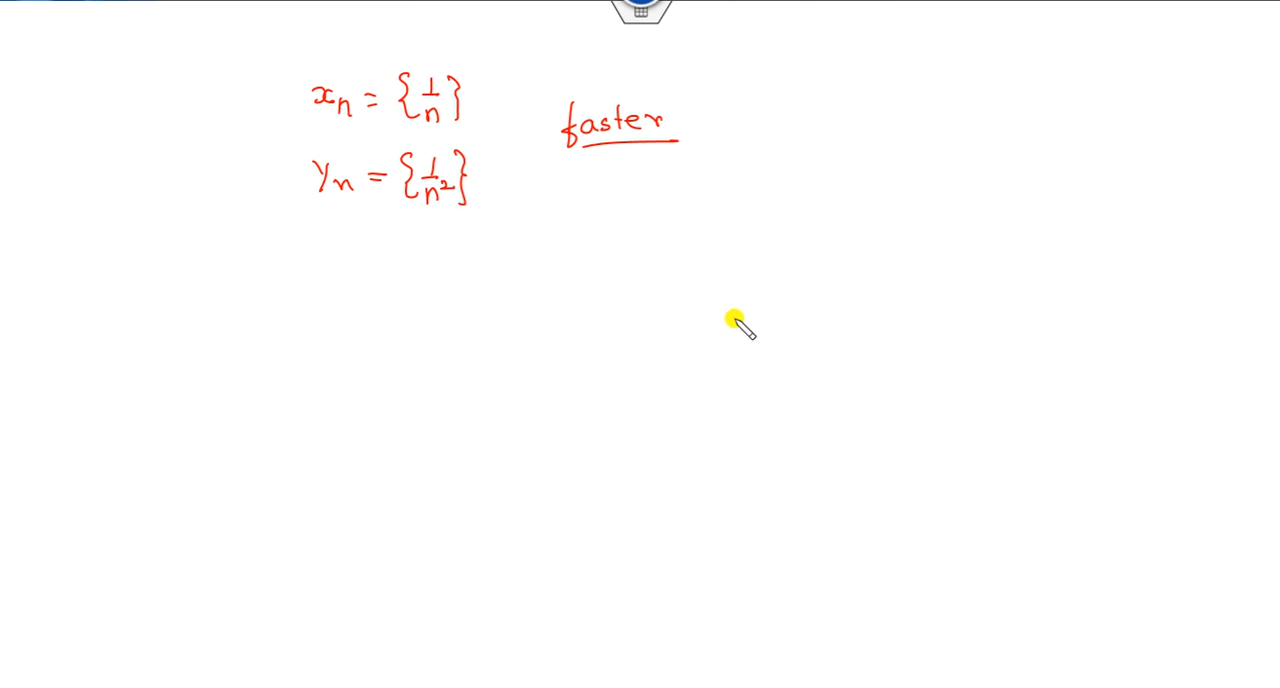 xₙ = {1/n}
faster
yₙ = {1/n²}